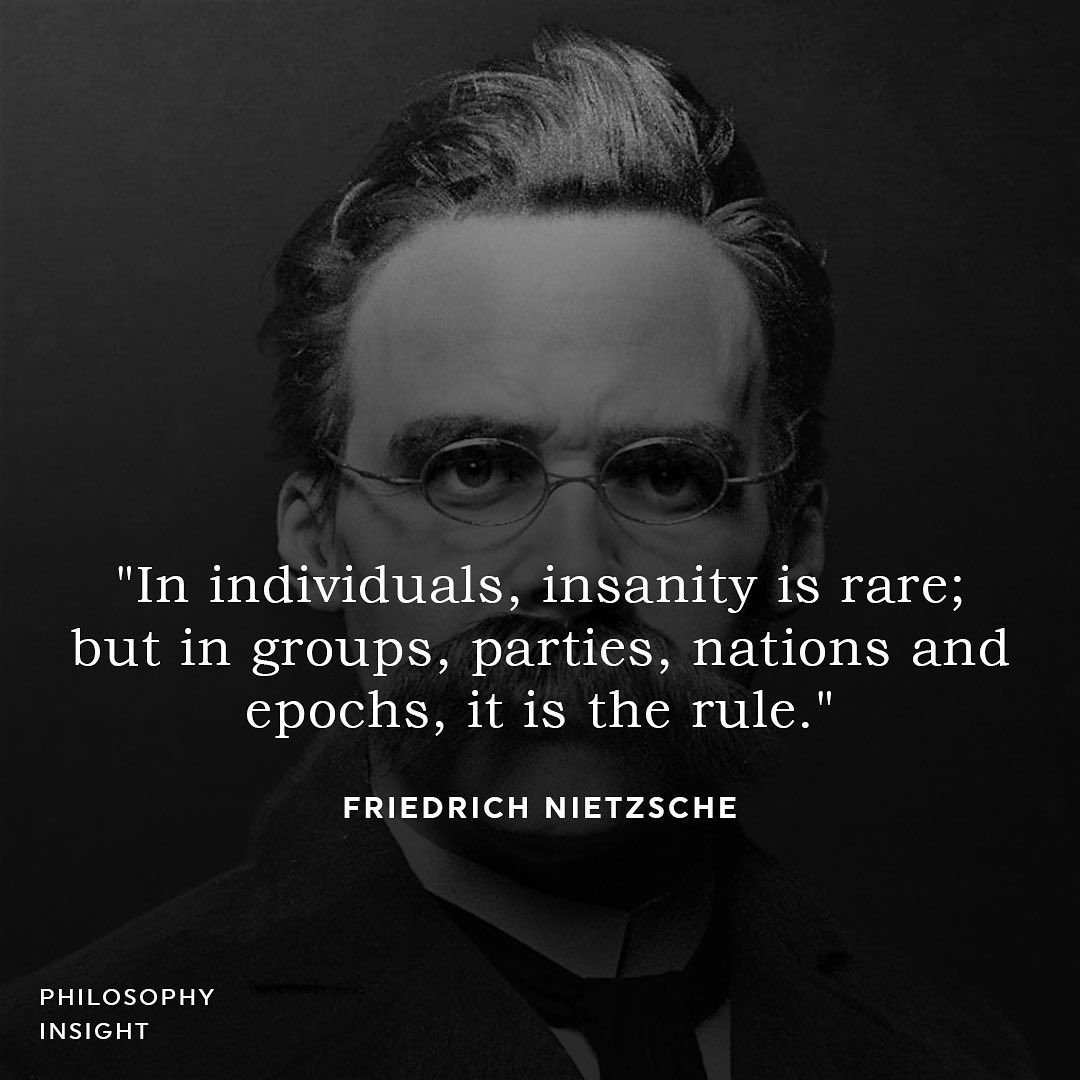 "In individuals, insanity is rare;
but in groups, parties, nations and
epochs, it is the rule."
FRIEDRICH NIETZSCHE
PHILOSOPHY
INSIGHT